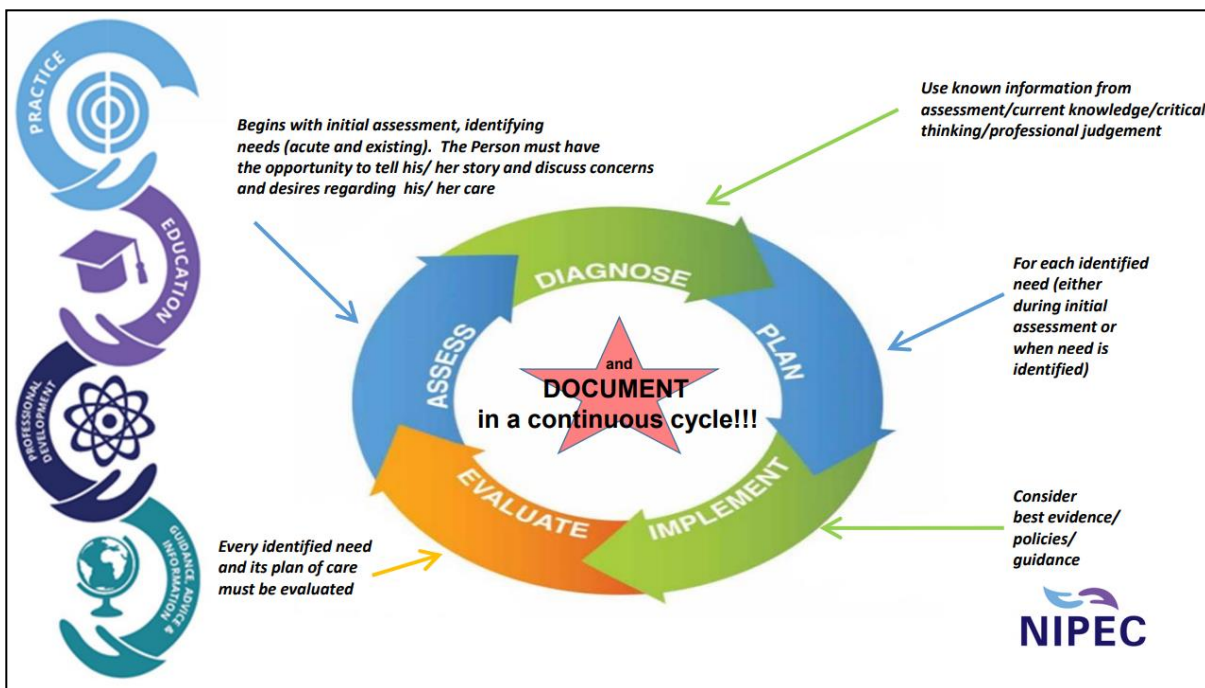 PRACTICE
EDUCATION
PROFESSIONAL
DEVELOPMENT
GUIDANCE, ADVICE &
INFORMATION
Begins with initial assessment, identifying
needs (acute and existing). The Person must have
the opportunity to tell his/ her story and discuss concerns
and desires regarding his/ her care
Use known information from
assessment/current knowledge/critical
thinking/professional judgement
For each identified
need (either
during initial
assessment or
when need is
identified)
Consider
best evidence/
policies/
guidance
Every identified need
and its plan of care
must be evaluated
ASSESS
DIAGNOSE
PLAN
IMPLEMENT
EVALUATE
and
DOCUMENT
in a continuous cycle!!!
NIPEC